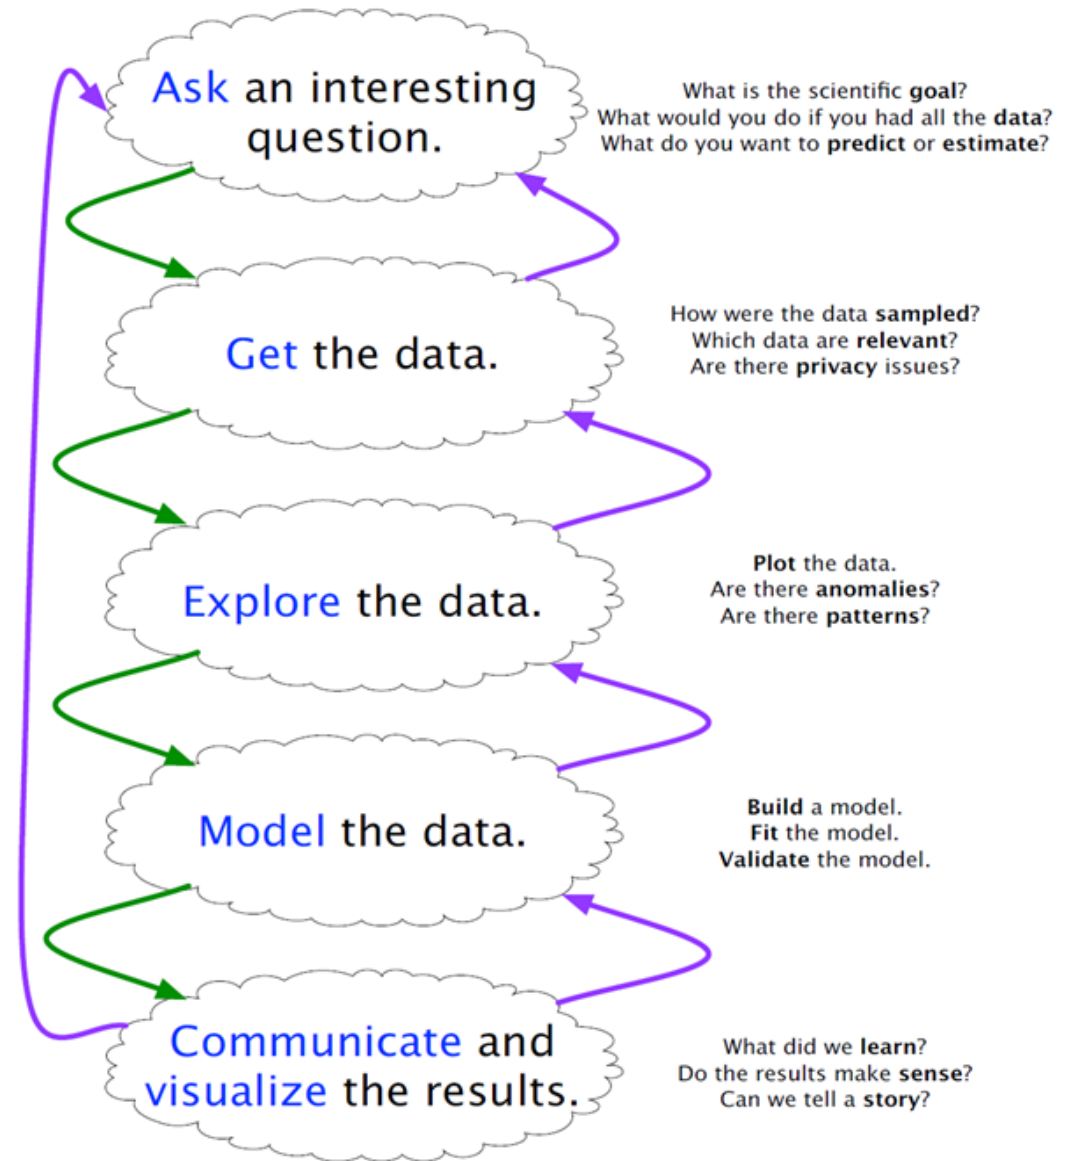 Ask an interesting
question.
What is the scientific goal?
What would you do if you had all the data?
What do you want to predict or estimate?
Get the data.
How were the data sampled?
Which data are relevant?
Are there privacy issues?
Explore the data.
Plot the data.
Are there anomalies?
Are there patterns?
Model the data.
Build a model.
Fit the model.
Validate the model.
Communicate and
visualize the results.
What did we learn?
Do the results make sense?
Can we tell a story?